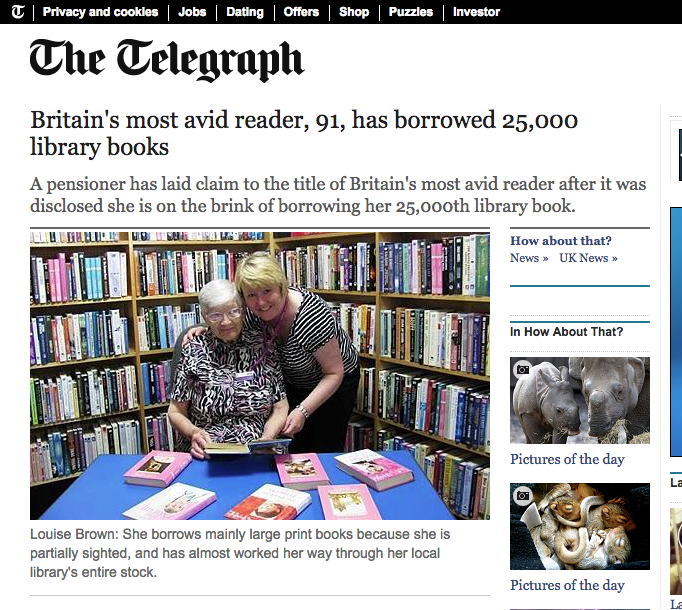 Privacy and cookies Jobs Dating Offers Shop Puzzles Investor
The Telegraph
Britain's most avid reader, 91, has borrowed 25,000
library books
A pensioner has laid claim to the title of Britain's most avid reader after it was
disclosed she is on the brink of borrowing her 25,000th library book.
How about that?
News » UK News »
In How About That?
Pictures of the day
Pictures of the day
Louise Brown: She borrows mainly large print books because she is
partially sighted, and has almost worked her way through her local
library's entire stock.
La
La